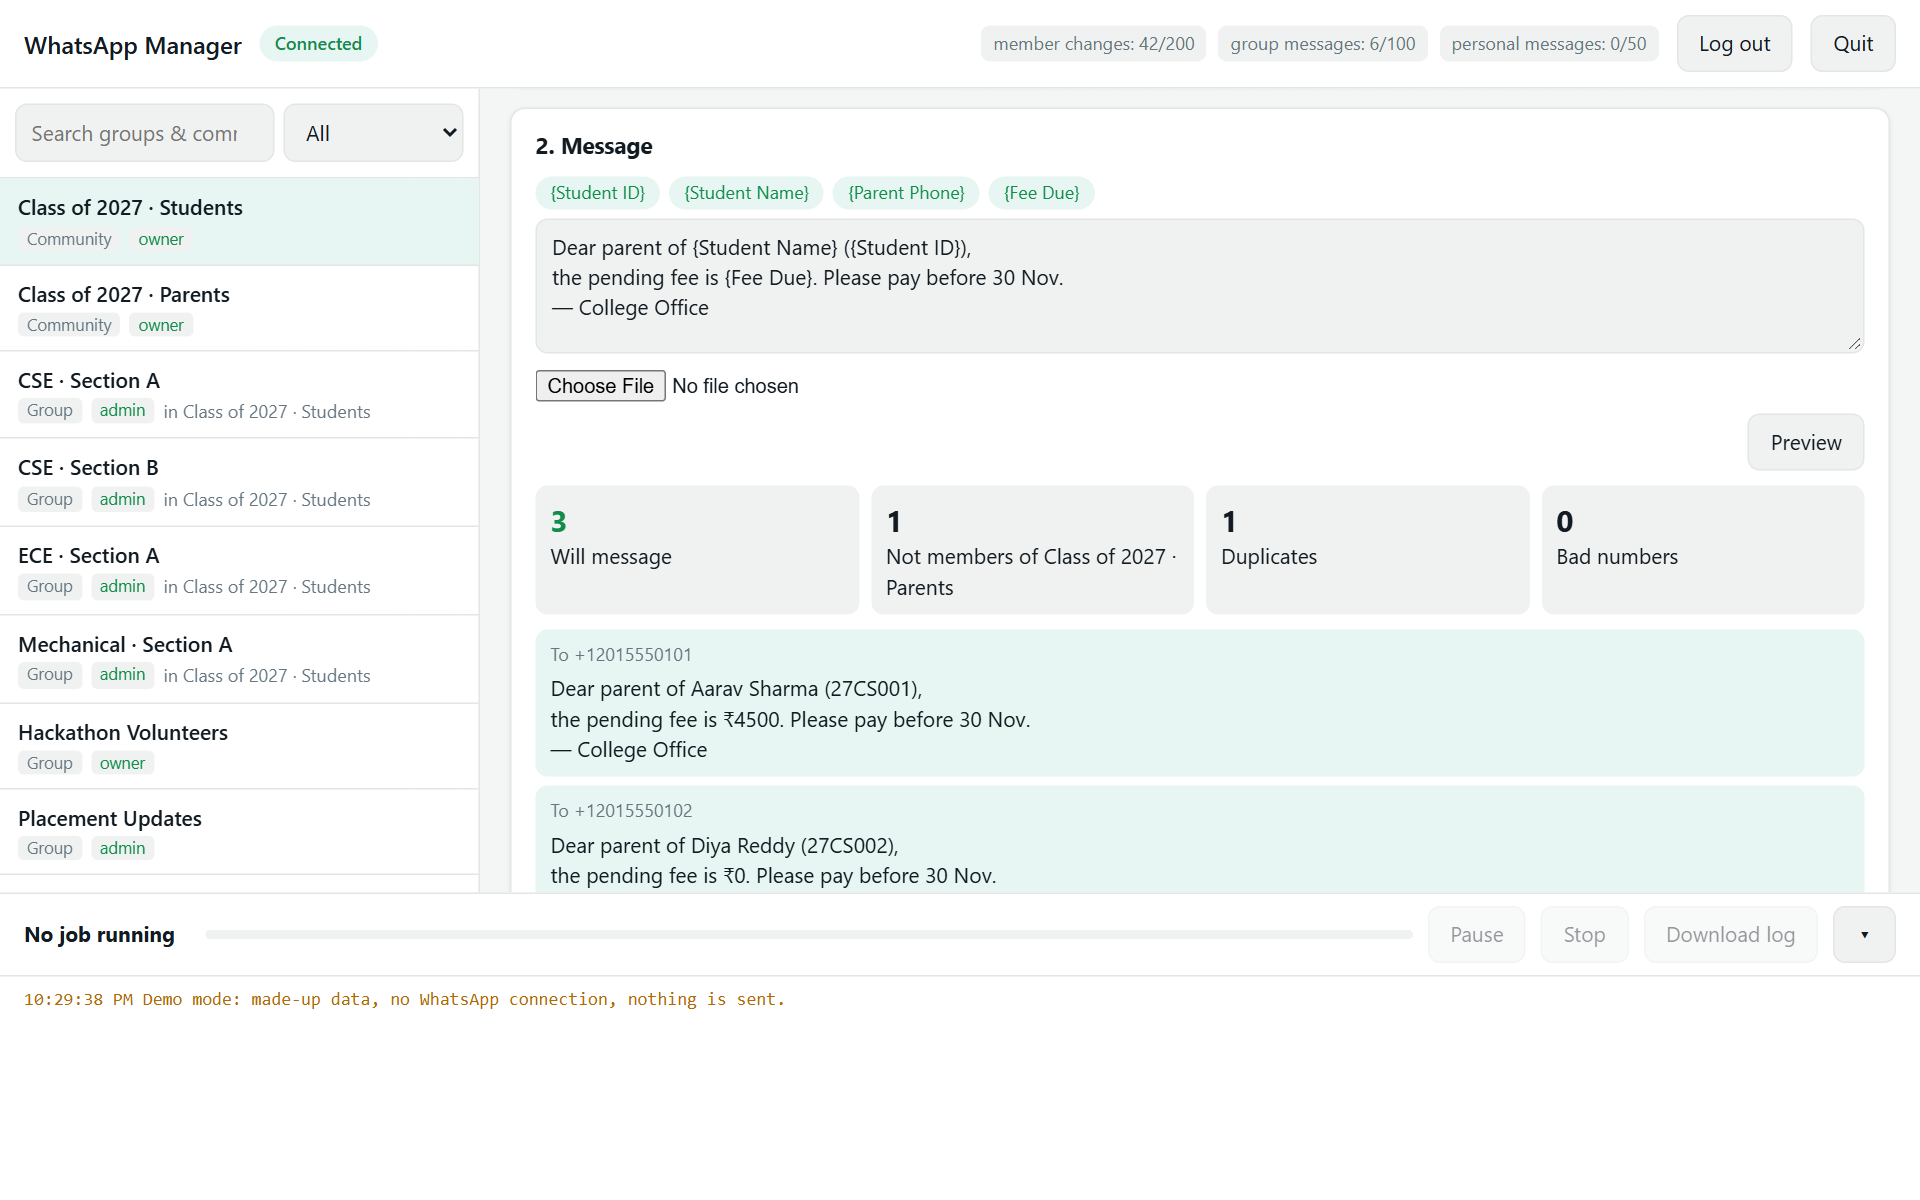 WhatsApp Manager
Connected
member changes: 42/200
group messages: 6/100
personal messages: 0/50
Log out
Quit
All
Class of 2027 · Students
Community
owner
Class of 2027 · Parents
Community
owner
CSE · Section A
Group
admin
in Class of 2027 · Students
CSE · Section B
Group
admin
in Class of 2027 · Students
ECE · Section A
Group
admin
in Class of 2027 · Students
Mechanical · Section A
Group
admin
in Class of 2027 · Students
Hackathon Volunteers
Group
owner
Placement Updates
Group
admin
Search groups &
2. Message
{Student ID}
{Student Name}
{Parent Phone}
{Fee Due}
Dear parent of {Student Name} ({Student ID}),
the pending fee is {Fee Due}. Please pay before 30 Nov.
— College Office
Choose File
No file chosen
Preview
3
Will message
1
Not members of Class of 2027 ·
Parents
1
Duplicates
0
Bad numbers
To +12015550101
Dear parent of Aarav Sharma (27CS001),
the pending fee is ₹4500. Please pay before 30 Nov.
— College Office
To +12015550102
Dear parent of Diya Reddy (27CS002),
the pending fee is ₹0. Please pay before 30 Nov.
No job running
Pause
Stop
Download log
10:29:38 PM Demo mode: made-up data, no WhatsApp connection, nothing is sent.